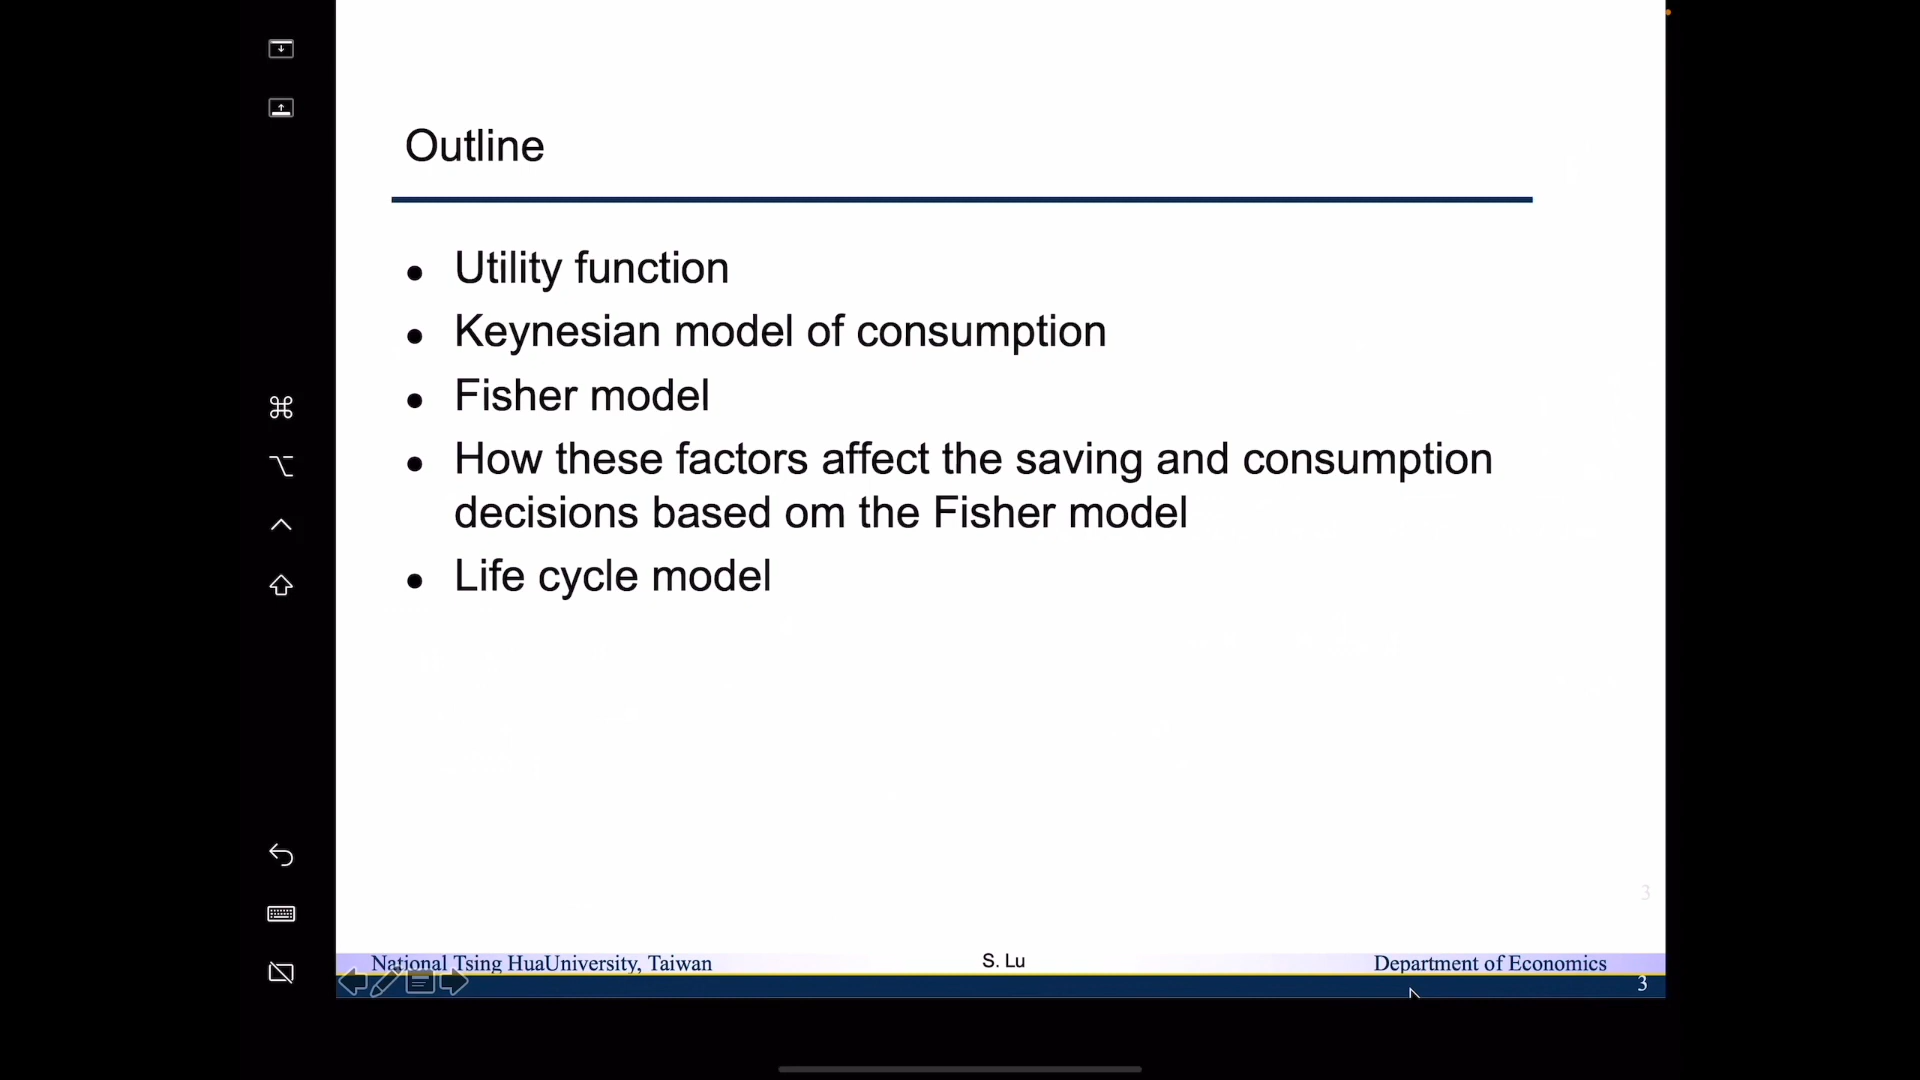 Outline
• Utility function
• Keynesian model of consumption
• Fisher model
• How these factors affect the saving and consumption
decisions based om the Fisher model
• Life cycle model
3
National Tsing HuaUniversity, Taiwan
S. Lu
Department of Economics
3